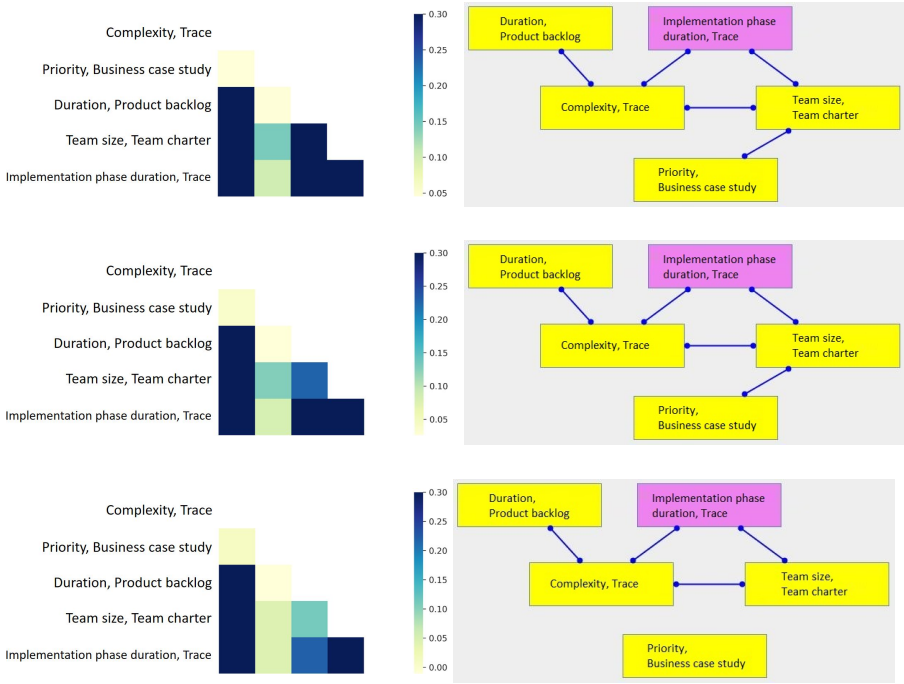 Complexity, Trace
Priority, Business case study
Duration, Product backlog
Team size, Team charter
Implementation phase duration, Trace
0.30
0.25
0.20
0.15
0.10
0.05
Duration,
Product backlog
Implementation phase
duration, Trace
Complexity, Trace
Team size,
Team charter
Priority,
Business case study
Complexity, Trace
Priority, Business case study
Duration, Product backlog
Team size, Team charter
Implementation phase duration, Trace
0.30
0.25
0.20
0.15
0.10
0.05
Duration,
Product backlog
Implementation phase
duration, Trace
Complexity, Trace
Team size,
Team charter
Priority,
Business case study
Complexity, Trace
Priority, Business case study
Duration, Product backlog
Team size, Team charter
Implementation phase duration, Trace
0.30
0.25
0.20
0.15
0.10
0.05
0.00
Duration,
Product backlog
Implementation phase
duration, Trace
Complexity, Trace
Team size,
Team charter
Priority,
Business case study